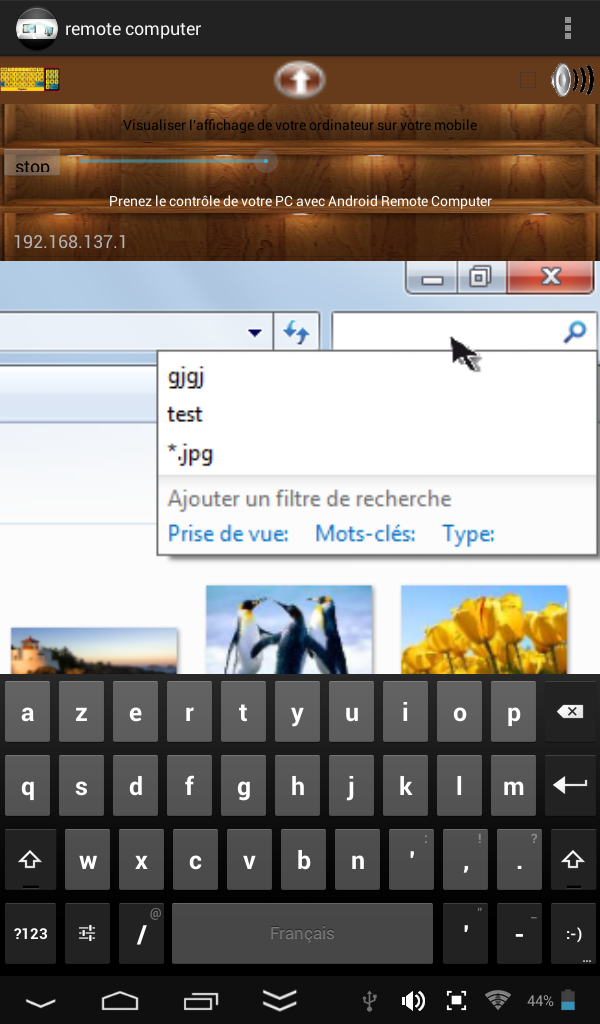 remote computer
Visualiser l'affichage de votre ordinateur sur votre mobile
stop
Prenez le contrôle de votre PC avec Android Remote Computer
192.168.137.1
gjgj
test
*.jpg
Ajouter un filtre de recherche
Prise de vue: Mots-clés: Type:
a z e r t y u i o p
q s d f g h j k l m
w x c v b n ' : , ! . ?
?123 / @ Français ' " - _ :-) ...
44%